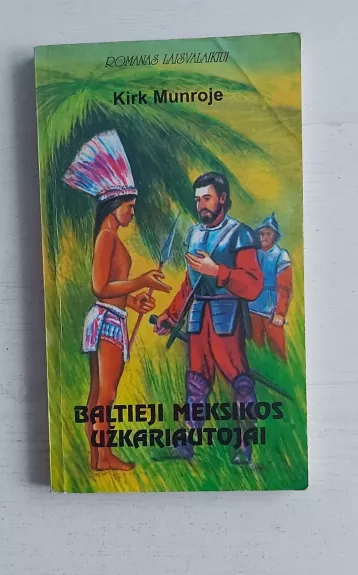 ROMANAS LAISVALAIKIUI
Kirk Munroje
BALTIEJI MEKSIKOS
UŽKARIAUTOJAI